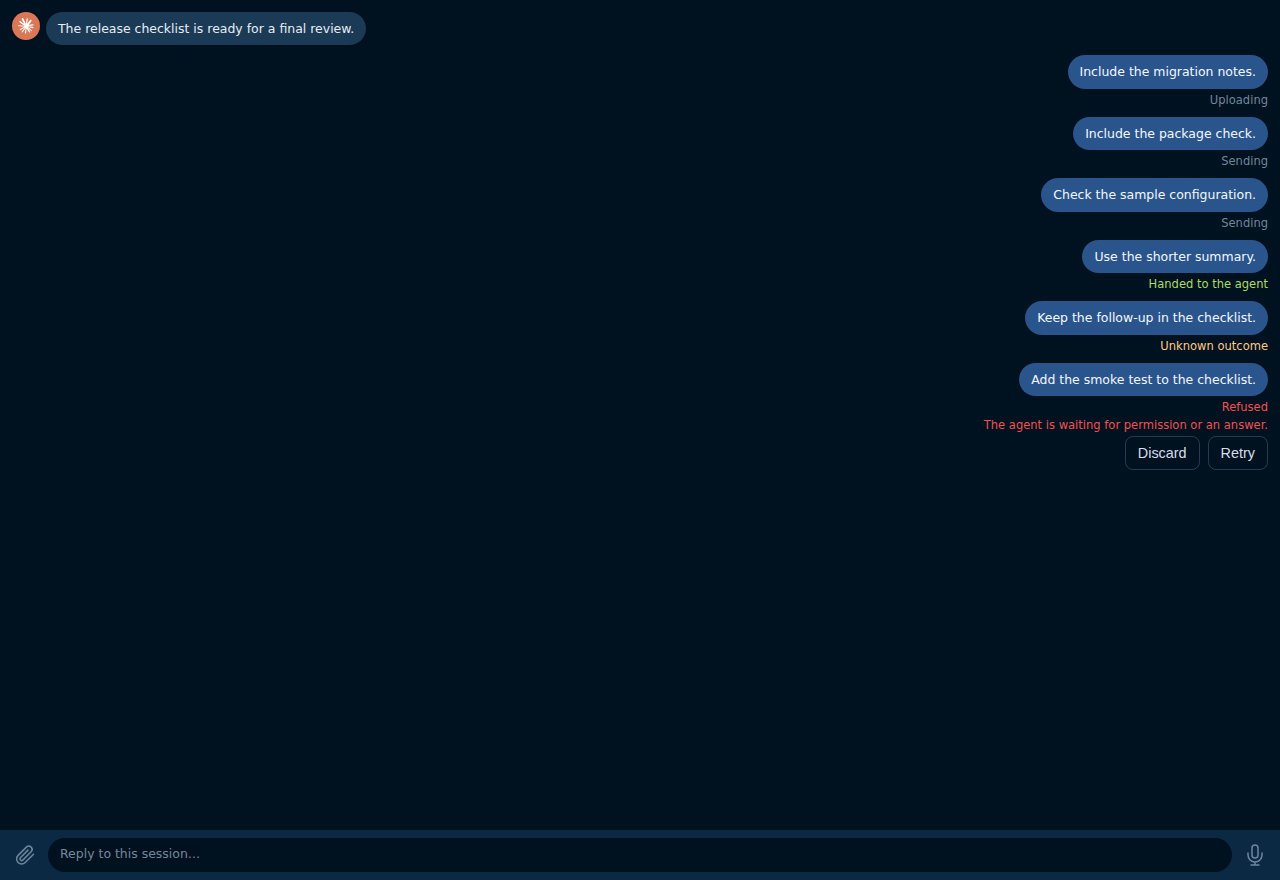 The release checklist is ready for a final review.
Include the migration notes.
Uploading
Include the package check.
Sending
Check the sample configuration.
Sending
Use the shorter summary.
Handed to the agent
Keep the follow-up in the checklist.
Unknown outcome
Add the smoke test to the checklist.
Refused
The agent is waiting for permission or an answer.
Discard Retry
Reply to this session…